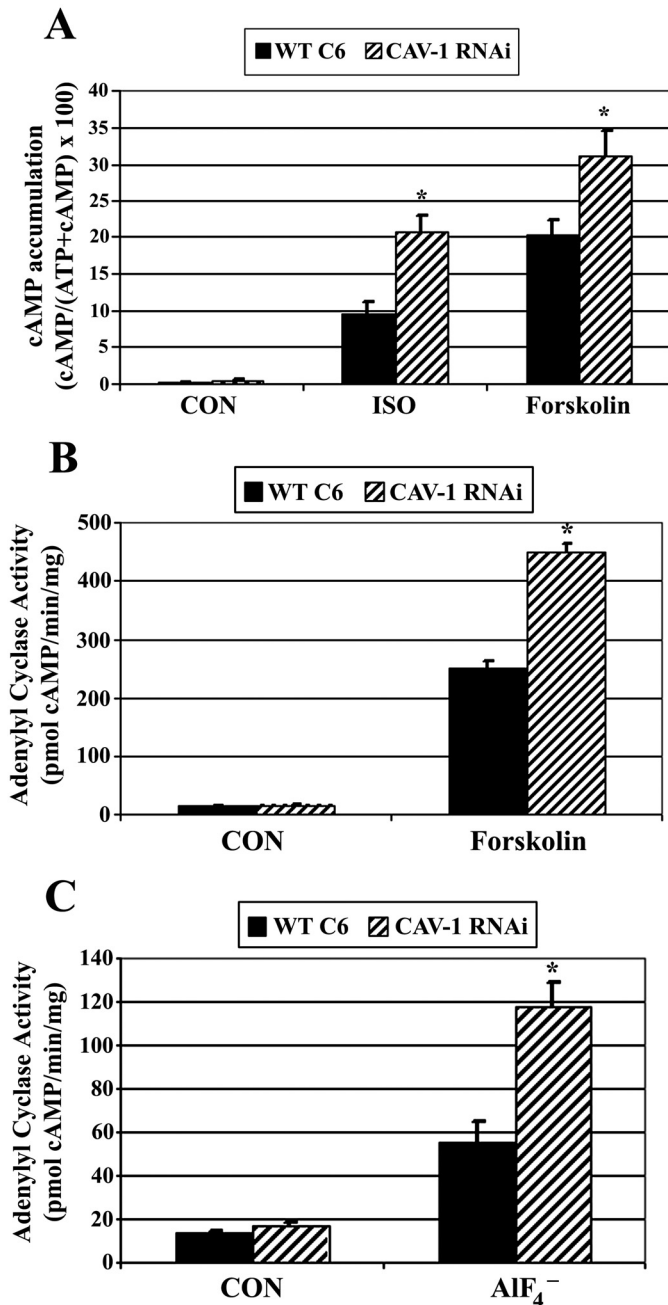 A
WT C6 CAV-1 RNAi
cAMP accumulation
(cAMP/(ATP+cAMP) x 100)
40
35
30
25
20
15
10
5
0
*
*
CON ISO Forskolin
B
WT C6 CAV-1 RNAi
Adenylyl Cyclase Activity
(pmol cAMP/min/mg)
500
400
300
200
100
0
*
CON Forskolin
C
WT C6 CAV-1 RNAi
Adenylyl Cyclase Activity
(pmol cAMP/min/mg)
140
120
100
80
60
40
20
0
*
CON AlF₄⁻